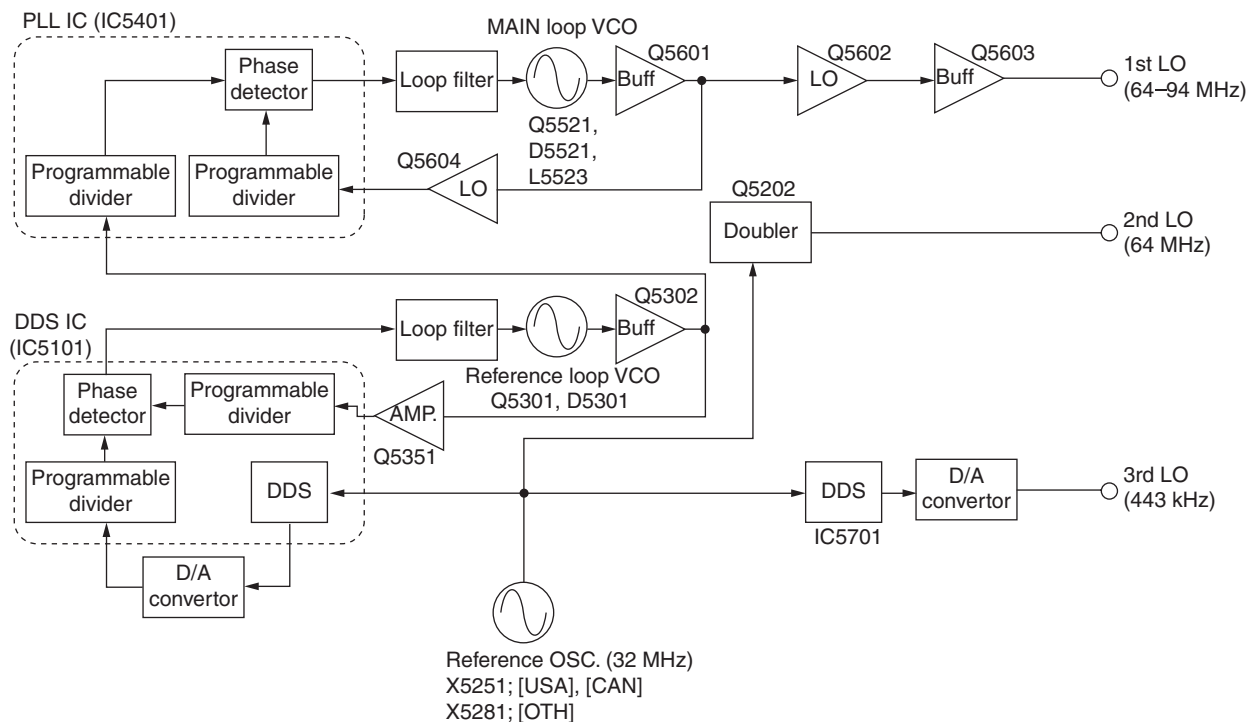 PLL IC (IC5401)
MAIN loop VCO
Phase
detector
Loop filter
Q5601
Buff
Q5602
LO
Q5603
Buff
1st LO
(64–94 MHz)
Q5521,
D5521,
L5523
Programmable
divider
Programmable
divider
Q5604
LO
Q5202
Doubler
2nd LO
(64 MHz)
DDS IC
(IC5101)
Loop filter
Q5302
Buff
Reference loop VCO
Q5301, D5301
Phase
detector
Programmable
divider
AMP.
Q5351
Programmable
divider
DDS
DDS
IC5701
D/A
convertor
3rd LO
(443 kHz)
D/A
convertor
Reference OSC. (32 MHz)
X5251; [USA], [CAN]
X5281; [OTH]